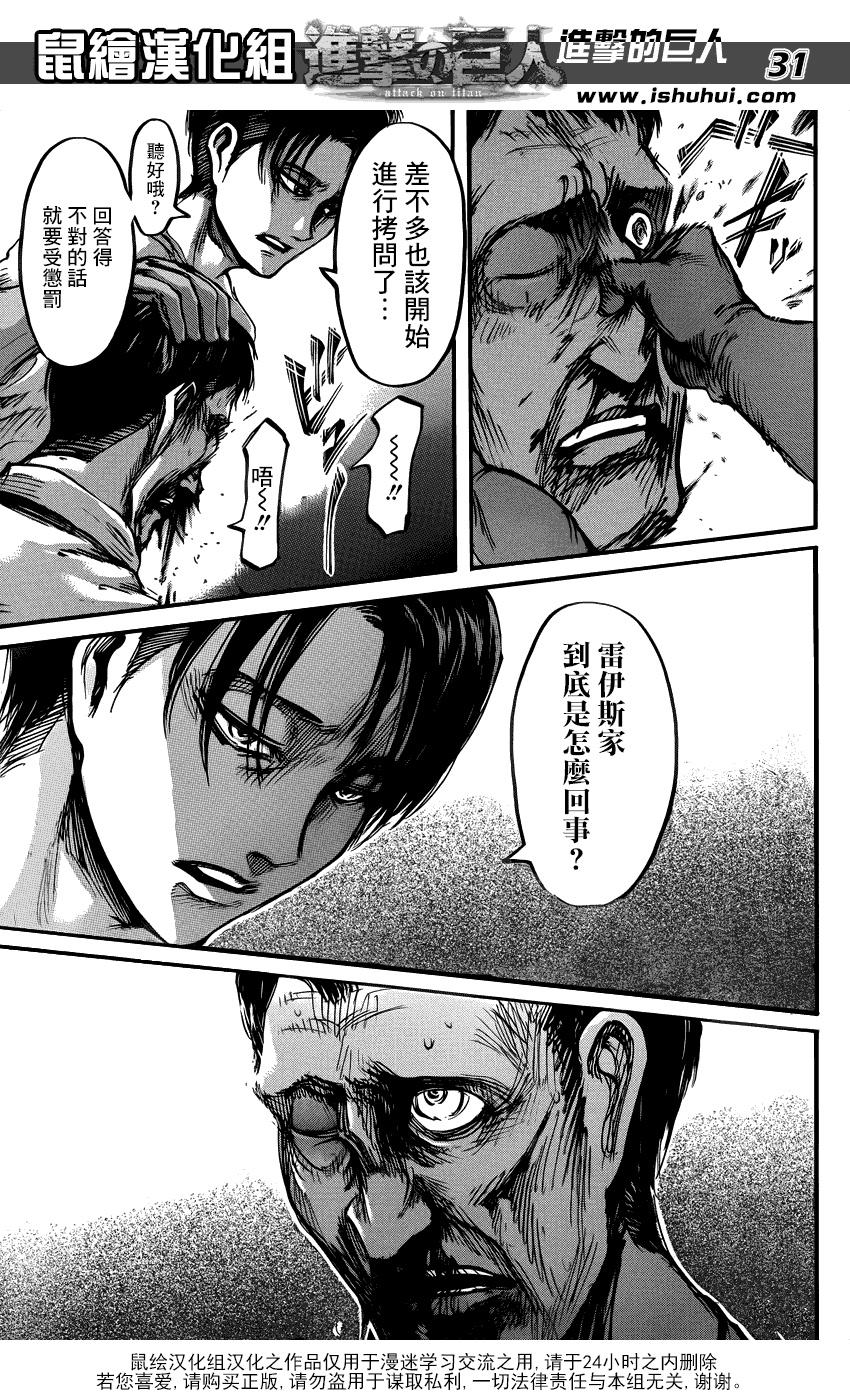 鼠繪漢化組
進撃の巨人
attack on titan
進擊的巨人
31
www.ishuhui.com
差不多也該開始
進行拷問了…
聽好哦?
回答得
不對的話
就要受懲罰
〜〜!!
唔〜!!
雷伊斯家
到底是怎麼回事?
鼠绘汉化组汉化之作品仅用于漫迷学习交流之用, 请于24小时之内删除
若您喜爱, 请购买正版, 请勿盗用于谋取私利, 一切法律责任与本组无关, 谢谢。